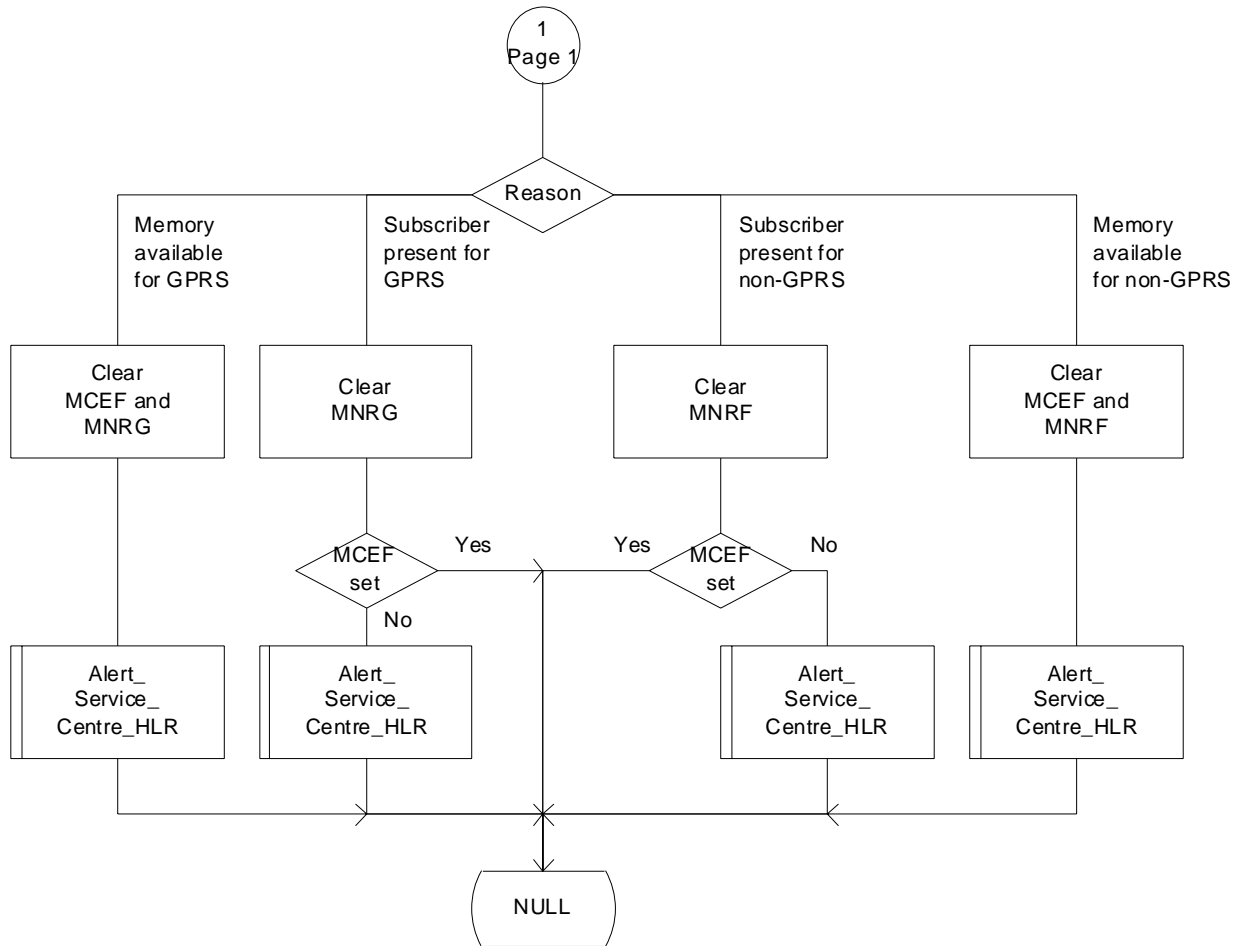 1
Page 1
Reason
Memory
available
for GPRS
Subscriber
present for
GPRS
Subscriber
present for
non-GPRS
Memory
available
for non-GPRS
Clear
MCEF and
MNRG
Clear
MNRG
Clear
MNRF
Clear
MCEF and
MNRF
MCEF
set
Yes
No
Yes
MCEF
set
No
Alert_
Service_
Centre_HLR
Alert_
Service_
Centre_HLR
Alert_
Service_
Centre_HLR
Alert_
Service_
Centre_HLR
NULL